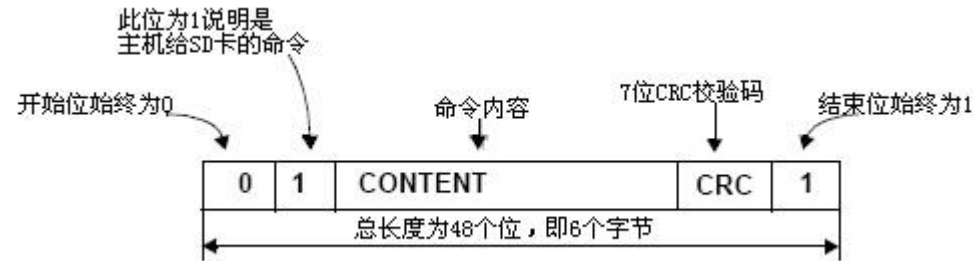 此位为1说明是
主机给SD卡的命令
开始位始终为0
命令内容
7位CRC校验码
结束位始终为1
0 1 CONTENT CRC 1
总长度为48个位，即6个字节